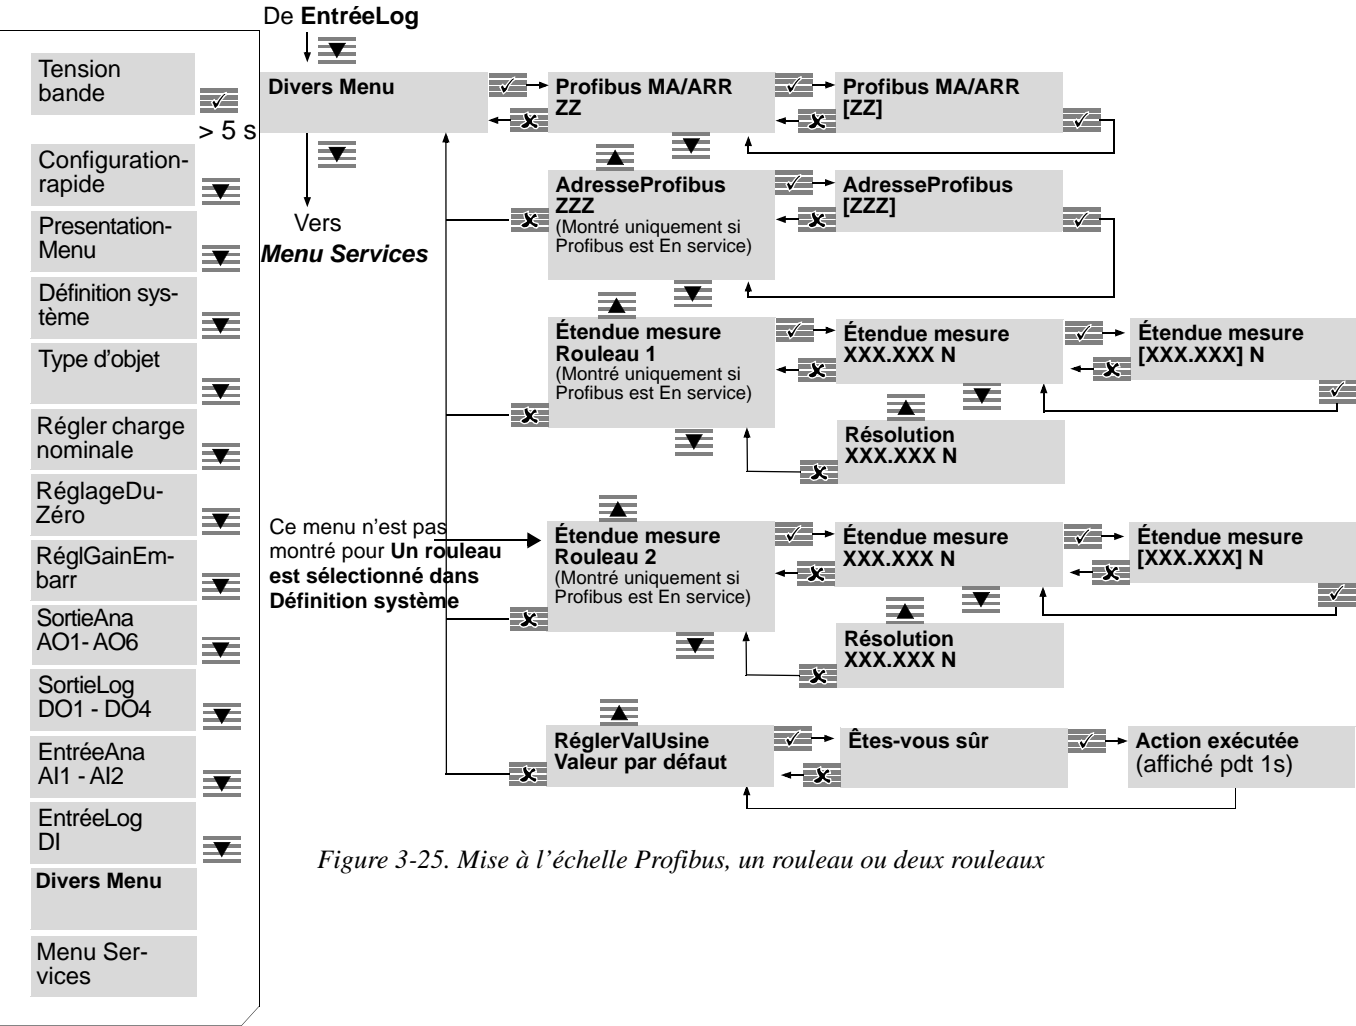 De EntréeLog
Tension
bande
> 5 s
Configuration-
rapide
Presentation-
Menu
Définition sys-
tème
Type d'objet
Régler charge
nominale
RéglageDu-
Zéro
RéglGainEm-
barr
SortieAna
AO1- AO6
SortieLog
DO1 - DO4
EntréeAna
AI1 - AI2
EntréeLog
DI
Divers Menu
Menu Ser-
vices
Divers Menu
Vers
Menu Services
Profibus MA/ARR
ZZ
Profibus MA/ARR
[ZZ]
AdresseProfibus
ZZZ
(Montré uniquement si
Profibus est En service)
AdresseProfibus
[ZZZ]
Étendue mesure
Rouleau 1
(Montré uniquement si
Profibus est En service)
Étendue mesure
XXX.XXX N
Étendue mesure
[XXX.XXX] N
Résolution
XXX.XXX N
Ce menu n'est pas
montré pour Un rouleau
est sélectionné dans
Définition système
Étendue mesure
Rouleau 2
(Montré uniquement si
Profibus est En service)
Étendue mesure
XXX.XXX N
Étendue mesure
[XXX.XXX] N
Résolution
XXX.XXX N
RéglerValUsine
Valeur par défaut
Êtes-vous sûr
Action exécutée
(affiché pdt 1s)
Figure 3-25. Mise à l’échelle Profibus, un rouleau ou deux rouleaux